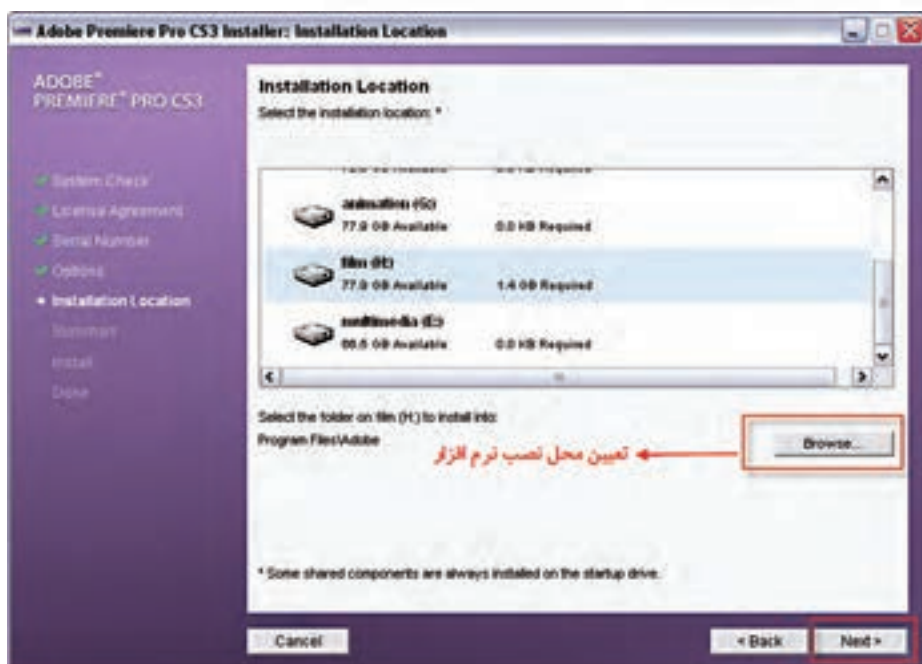 Adobe Premiere Pro CS3 Installer: Installation Location
ADOBE®
PREMIERE® PRO CS3
System Check
License Agreement
Serial Number
Options
Installation Location
Summary
Install
Done
Installation Location
Select the installation location: *
animation (G:)
77.9 GB Available 0.0 KB Required
film (H:)
77.9 GB Available 1.4 GB Required
multimedia (E:)
0.0 KB Required
Select the folder on film (H:) to install into:
Program Files\Adobe
Browse...
تعیین محل نصب نرم افزار
* Some shared components are always installed on the startup drive.
Cancel
< Back
Next >